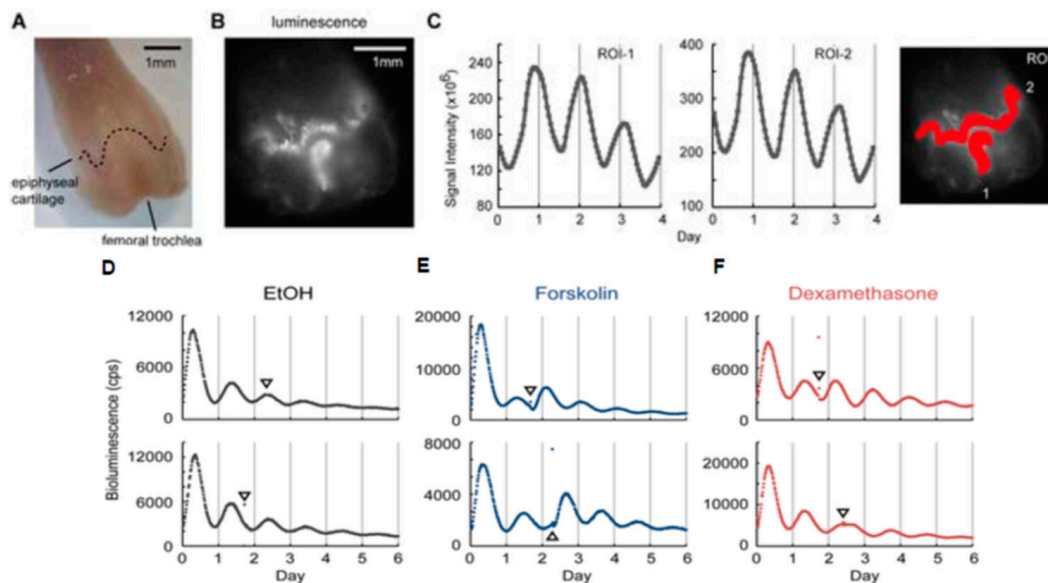 A
1mm
epiphyseal
cartilage
femoral trochlea
B
luminescence
1mm
C
Signal Intensity (x10⁶)
ROI-1
240
200
160
120
80
0 1 2 3 4
ROI-2
400
300
200
100
0 1 2 3 4
Day
ROI
2
1
D
EtOH
Bioluminescence (cps)
12000
6000
0
12000
6000
0
0 1 2 3 4 5 6
Day
E
Forskolin
20000
10000
0
8000
4000
0
0 1 2 3 4 5 6
Day
F
Dexamethasone
12000
6000
0
20000
10000
0
0 1 2 3 4 5 6
Day